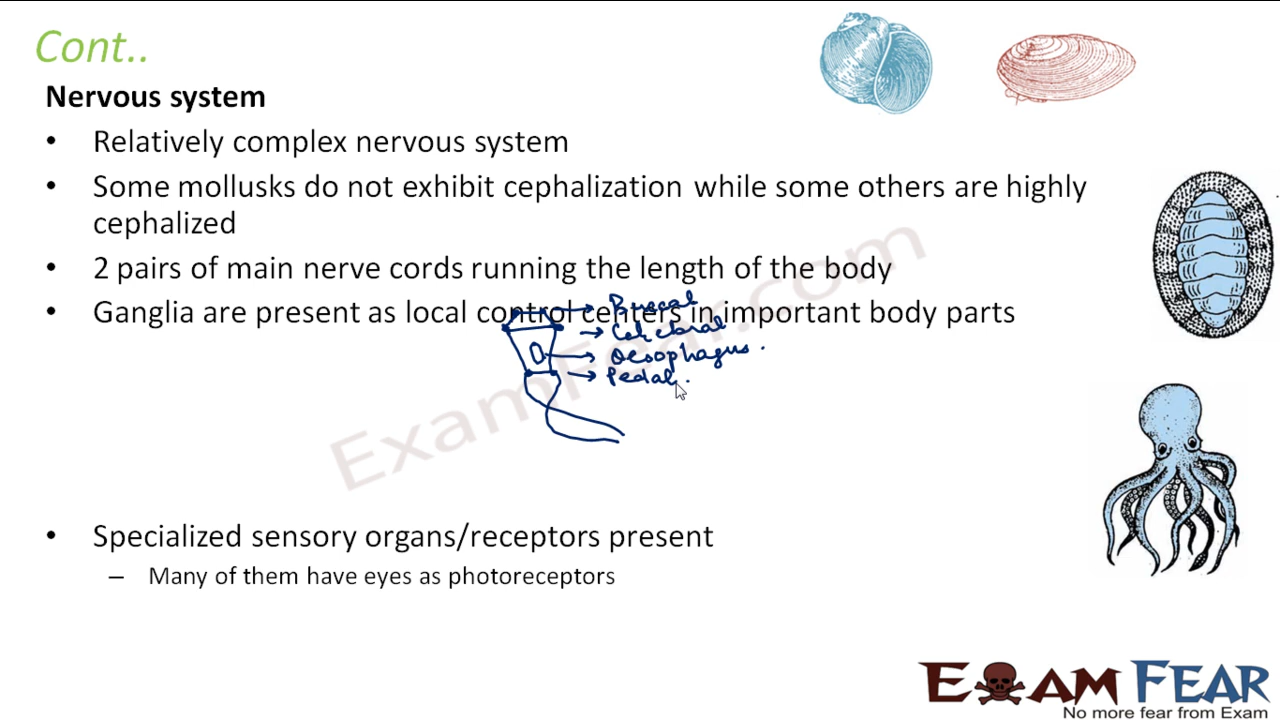 Cont..
Nervous system
• Relatively complex nervous system
• Some mollusks do not exhibit cephalization while some others are highly
cephalized
• 2 pairs of main nerve cords running the length of the body
• Ganglia are present as local control centers in important body parts
Buccal
Cerebral
Oesophagus.
Pedal.
• Specialized sensory organs/receptors present
– Many of them have eyes as photoreceptors
ExamFear.com
EXAM FEAR
No more fear from Exam